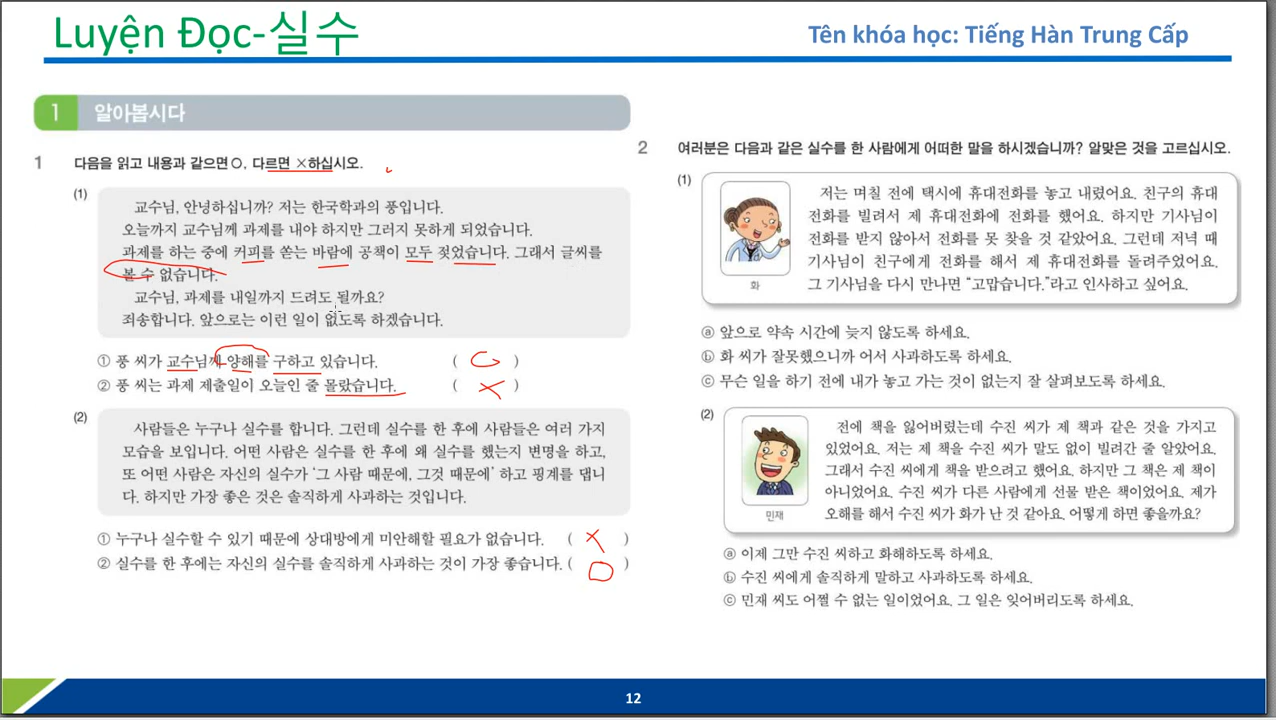 Luyện Đọc-실수
Tên khóa học: Tiếng Hàn Trung Cấp
1 알아봅시다
1 다음을 읽고 내용과 같으면 O, 다르면 ×하십시오.
(1)
교수님, 안녕하십니까? 저는 한국학과의 풍입니다.
오늘까지 교수님께 과제를 내야 하지만 그러지 못하게 되었습니다.
과제를 하는 중에 커피를 쏟는 바람에 공책이 모두 젖었습니다. 그래서 글씨를
볼 수 없습니다.
교수님, 과제를 내일까지 드려도 될까요?
죄송합니다. 앞으로는 이런 일이 없도록 하겠습니다.
① 풍 씨가 교수님께 양해를 구하고 있습니다. ( O )
② 풍 씨는 과제 제출일이 오늘인 줄 몰랐습니다. ( X )
(2)
사람들은 누구나 실수를 합니다. 그런데 실수를 한 후에 사람들은 여러 가지
모습을 보입니다. 어떤 사람은 실수를 한 후에 왜 실수를 했는지 변명을 하고,
또 어떤 사람은 자신의 실수가 ‘그 사람 때문에, 그것 때문에’ 하고 핑계를 댑니
다. 하지만 가장 좋은 것은 솔직하게 사과하는 것입니다.
① 누구나 실수할 수 있기 때문에 상대방에게 미안해할 필요가 없습니다. ( X )
② 실수를 한 후에는 자신의 실수를 솔직하게 사과하는 것이 가장 좋습니다. ( O )
2 여러분은 다음과 같은 실수를 한 사람에게 어떠한 말을 하시겠습니까? 알맞은 것을 고르십시오.
(1)
저는 며칠 전에 택시에 휴대전화를 놓고 내렸어요. 친구의 휴대
전화를 빌려서 제 휴대전화에 전화를 했어요. 하지만 기사님이
전화를 받지 않아서 전화를 못 찾을 것 같았어요. 그런데 저녁 때
기사님이 친구에게 전화를 해서 제 휴대전화를 돌려주었어요.
그 기사님을 다시 만나면 “고맙습니다.”라고 인사하고 싶어요.
화
ⓐ 앞으로 약속 시간에 늦지 않도록 하세요.
ⓑ 화 씨가 잘못했으니까 어서 사과하도록 하세요.
ⓒ 무슨 일을 하기 전에 내가 놓고 가는 것이 없는지 잘 살펴보도록 하세요.
(2)
전에 책을 잃어버렸는데 수진 씨가 제 책과 같은 것을 가지고
있었어요. 저는 제 책을 수진 씨가 말도 없이 빌려간 줄 알았어요.
그래서 수진 씨에게 책을 받으려고 했어요. 하지만 그 책은 제 책이
아니었어요. 수진 씨가 다른 사람에게 선물 받은 책이었어요. 제가
오해를 해서 수진 씨가 화가 난 것 같아요. 어떻게 하면 좋을까요?
민재
ⓐ 이제 그만 수진 씨하고 화해하도록 하세요.
ⓑ 수진 씨에게 솔직하게 말하고 사과하도록 하세요.
ⓒ 민재 씨도 어쩔 수 없는 일이었어요. 그 일은 잊어버리도록 하세요.
12